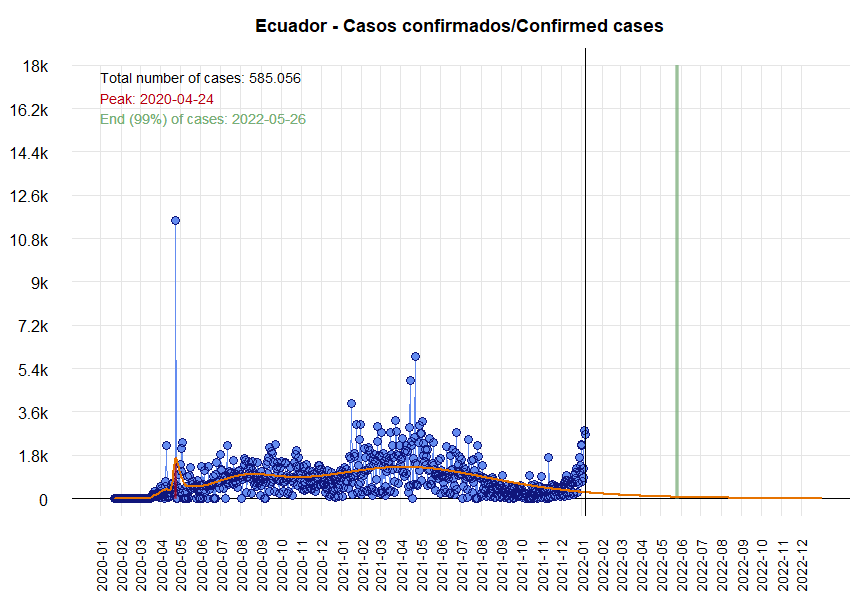 Ecuador - Casos confirmados/Confirmed cases
18k
16.2k
14.4k
12.6k
10.8k
9k
7.2k
5.4k
3.6k
1.8k
0
Total number of cases: 585.056
Peak: 2020-04-24
End (99%) of cases: 2022-05-26
2020-01
2020-02
2020-03
2020-04
2020-05
2020-06
2020-07
2020-08
2020-09
2020-10
2020-11
2020-12
2021-01
2021-02
2021-03
2021-04
2021-05
2021-06
2021-07
2021-08
2021-09
2021-10
2021-11
2021-12
2022-01
2022-02
2022-03
2022-04
2022-05
2022-06
2022-07
2022-08
2022-09
2022-10
2022-11
2022-12